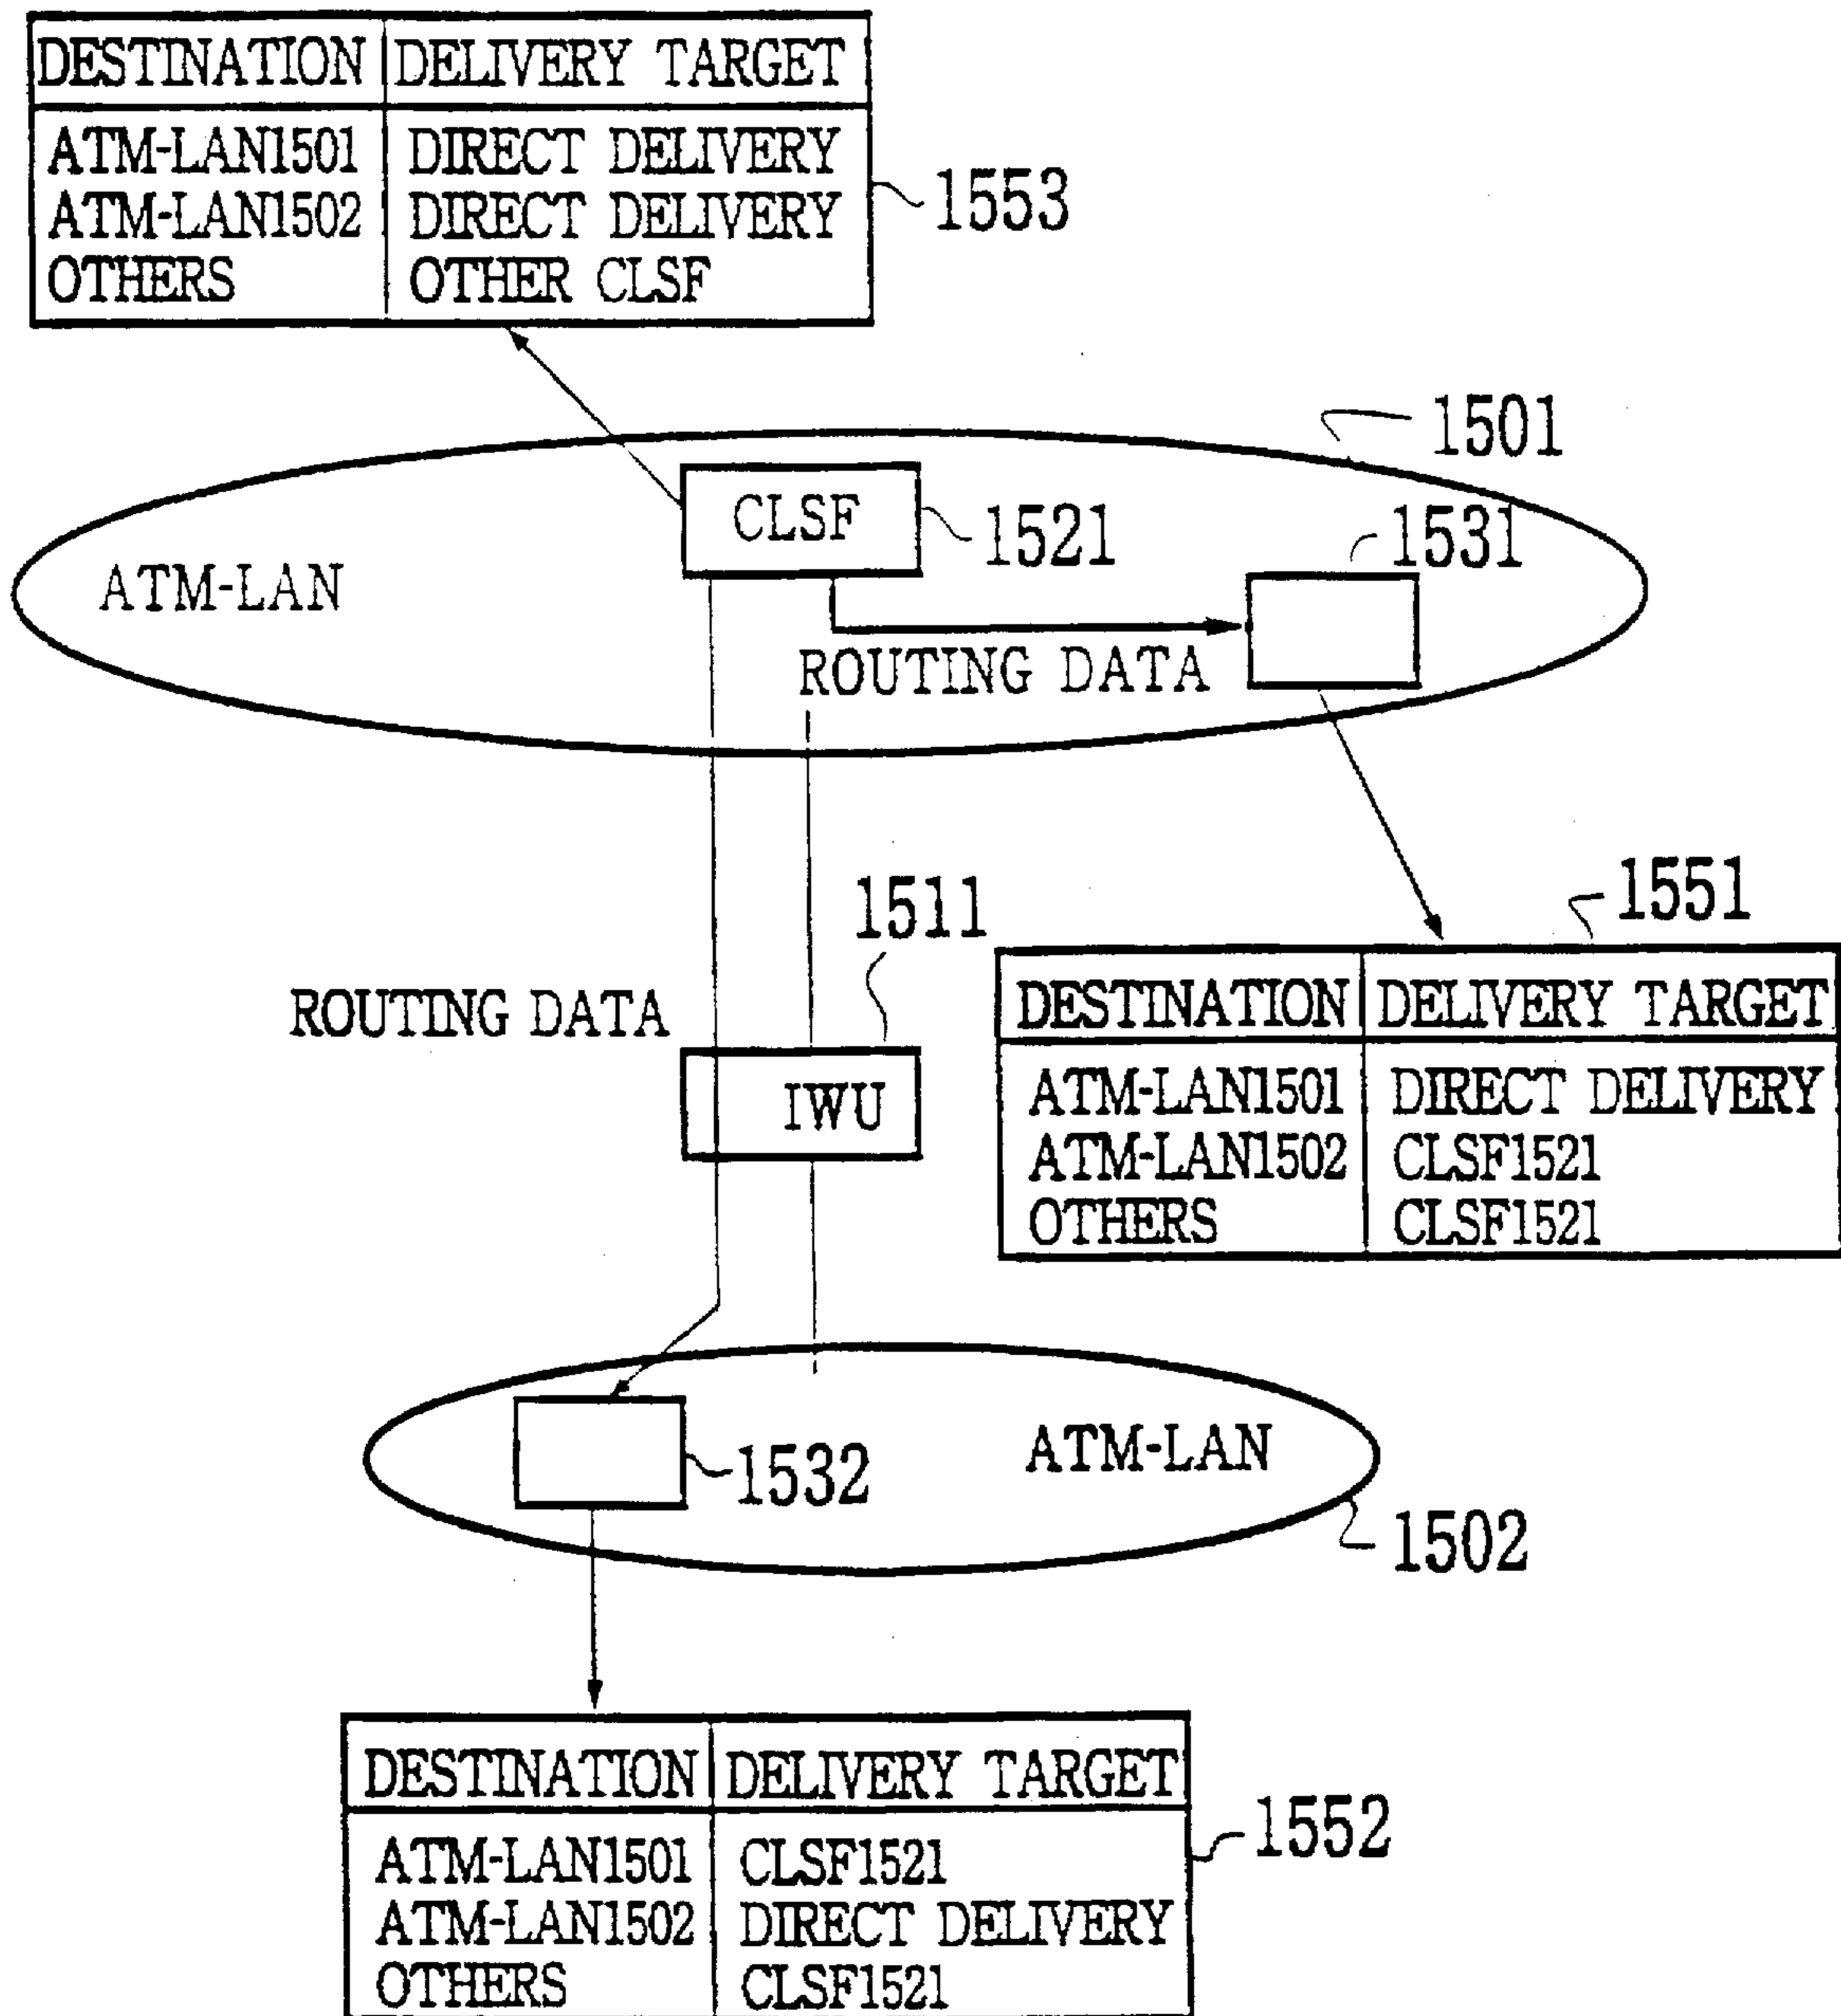 DESTINATION DELIVERY TARGET
ATM-LAN1501 DIRECT DELIVERY
ATM-LAN1502 DIRECT DELIVERY
OTHERS OTHER CLSF
1553
1501
CLSF
1521
1531
ATM-LAN
ROUTING DATA
1511
1551
ROUTING DATA
IWU
DESTINATION DELIVERY TARGET
ATM-LAN1501 DIRECT DELIVERY
ATM-LAN1502 CLSF1521
OTHERS CLSF1521
1532
ATM-LAN
1502
DESTINATION DELIVERY TARGET
ATM-LAN1501 CLSF1521
ATM-LAN1502 DIRECT DELIVERY
OTHERS CLSF1521
1552